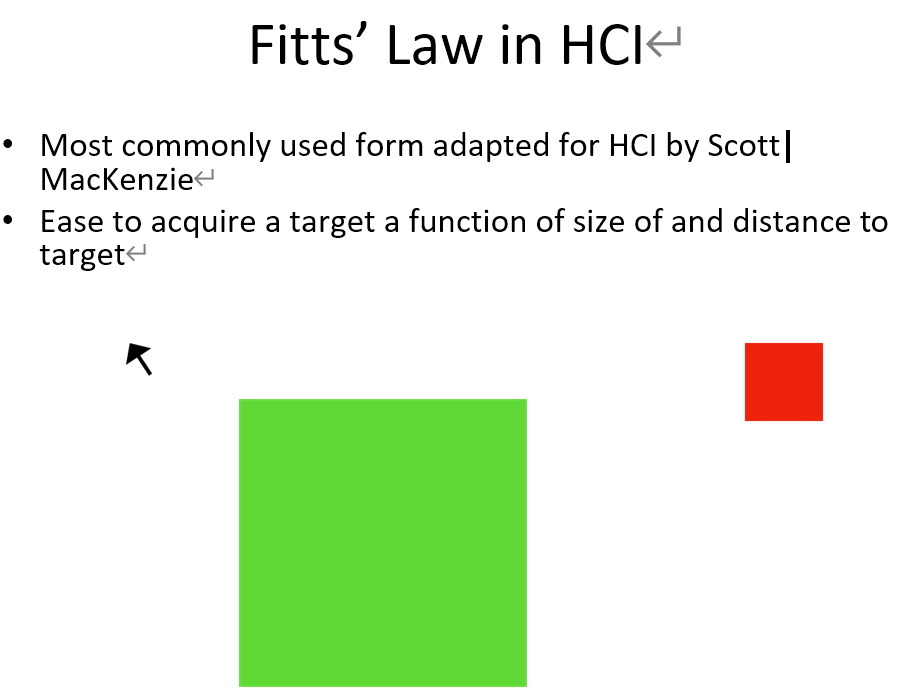 Fitts’ Law in HCI↵
• Most commonly used form adapted for HCI by Scott
MacKenzie↵
• Ease to acquire a target a function of size of and distance to
target↵